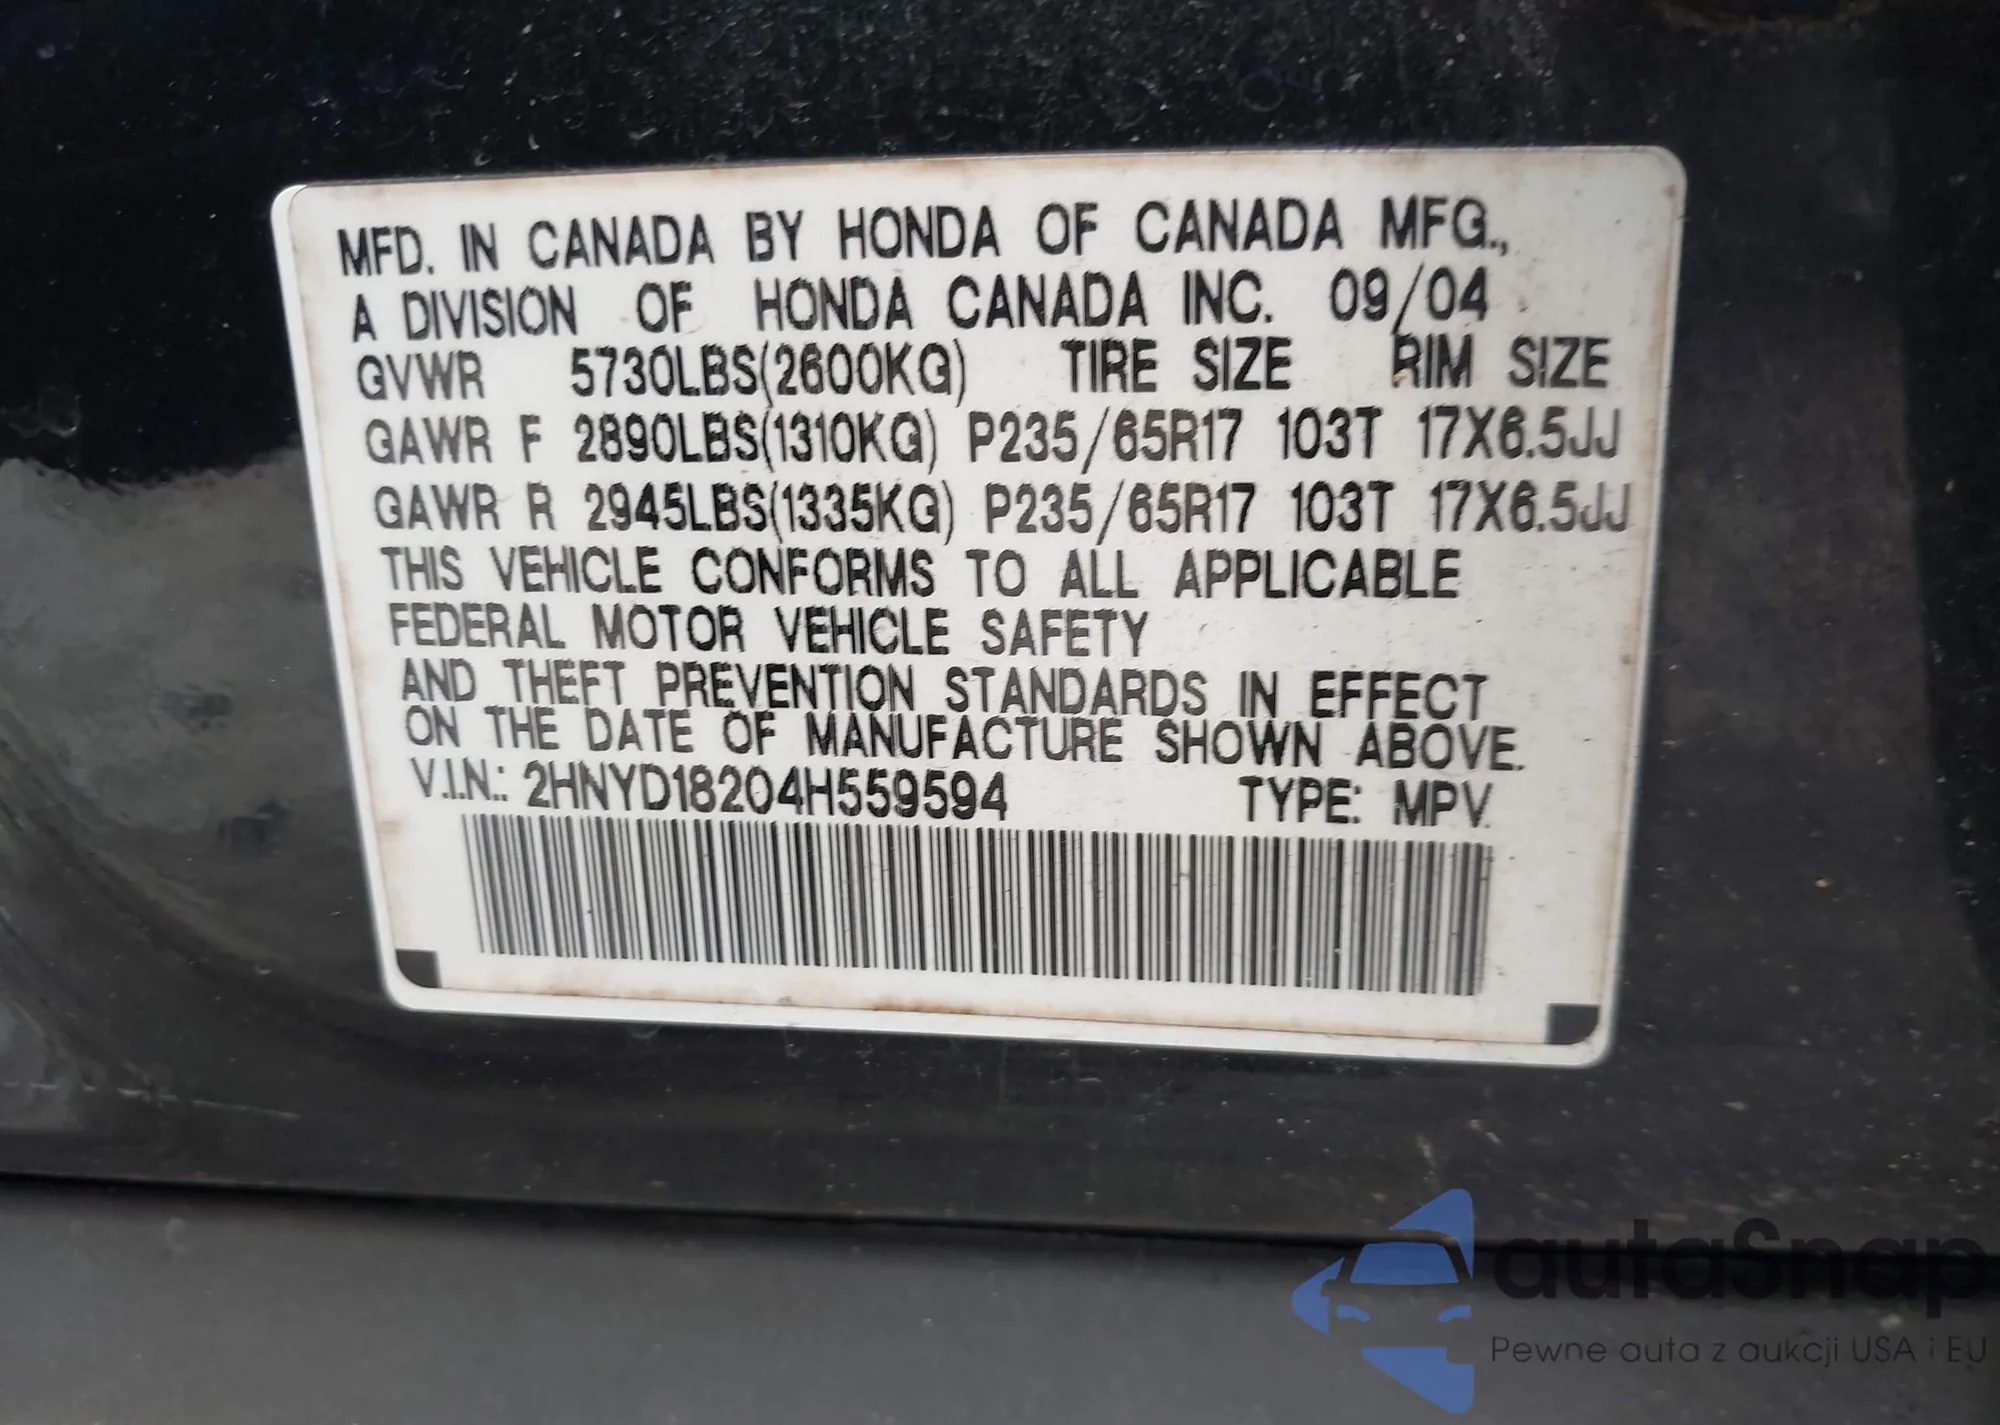 MFD. IN CANADA BY HONDA OF CANADA MFG.,
A DIVISION OF HONDA CANADA INC. 09/04
GVWR 5730LBS(2600KG) TIRE SIZE RIM SIZE
GAWR F 2890LBS(1310KG) P235/65R17 103T 17X6.5JJ
GAWR R 2945LBS(1335KG) P235/65R17 103T 17X6.5JJ
THIS VEHICLE CONFORMS TO ALL APPLICABLE
FEDERAL MOTOR VEHICLE SAFETY
AND THEFT PREVENTION STANDARDS IN EFFECT
ON THE DATE OF MANUFACTURE SHOWN ABOVE.
V.I.N.: 2HNYD18204H559594 TYPE: MPV
autaSnap
Pewne auta z aukcji USA i EU